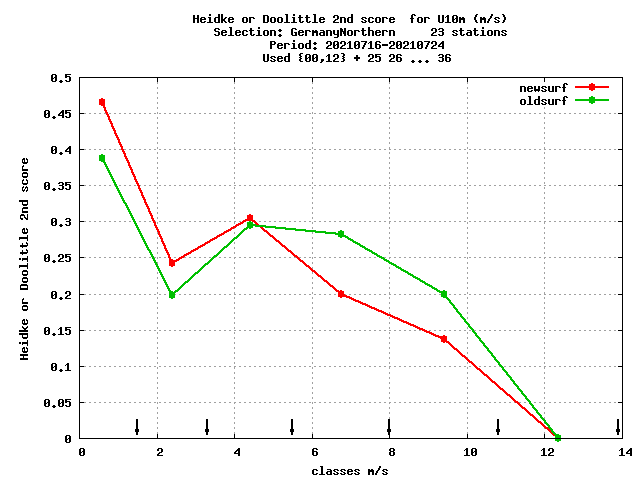 Heidke or Doolittle 2nd score  for U10m (m/s)
Selection: GermanyNorthern     23 stations
Period: 20210716-20210724
Used {00,12} + 25 26 ... 36
newsurf
oldsurf
0.5
0.45
0.4
0.35
0.3
0.25
0.2
0.15
0.1
0.05
0
Heidke or Doolittle 2nd score
0 2 4 6 8 10 12 14
classes m/s